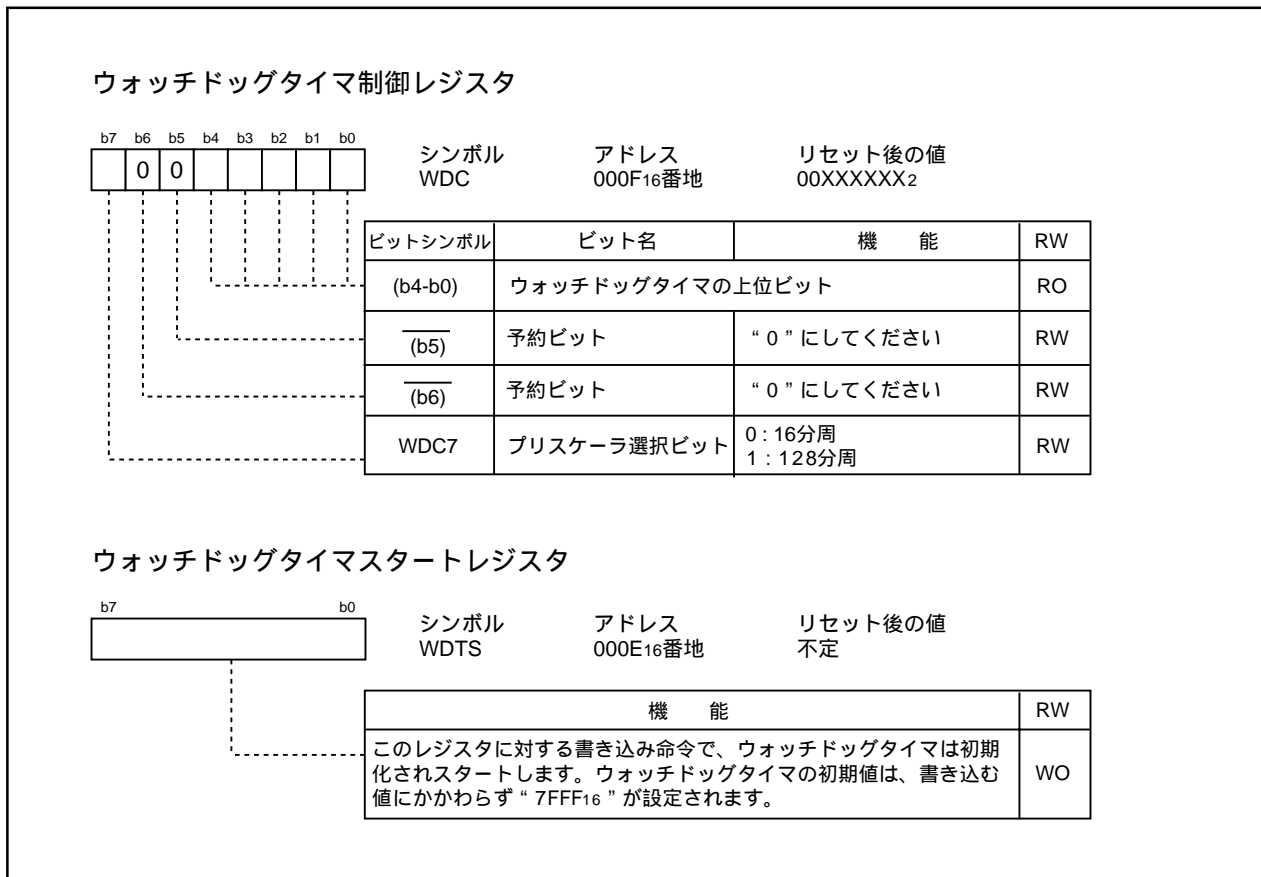 ウォッチドッグタイマ制御レジスタ
b7 b6 b5 b4 b3 b2 b1 b0
0 0
シンボル アドレス リセット後の値
WDC 000F16番地 00XXXXXX2
ビットシンボル ビット名 機 能 RW
(b4-b0) ウォッチドッグタイマの上位ビット RO
(b5) 予約ビット “0”にしてください RW
(b6) 予約ビット “0”にしてください RW
WDC7 プリスケーラ選択ビット 0 : 16分周 RW
1 : 128分周
ウォッチドッグタイマスタートレジスタ
b7 b0
シンボル アドレス リセット後の値
WDTS 000E16番地 不定
機 能 RW
このレジスタに対する書き込み命令で、ウォッチドッグタイマは初期
化されスタートします。ウォッチドッグタイマの初期値は、書き込む WO
値にかかわらず“7FFF16”が設定されます。